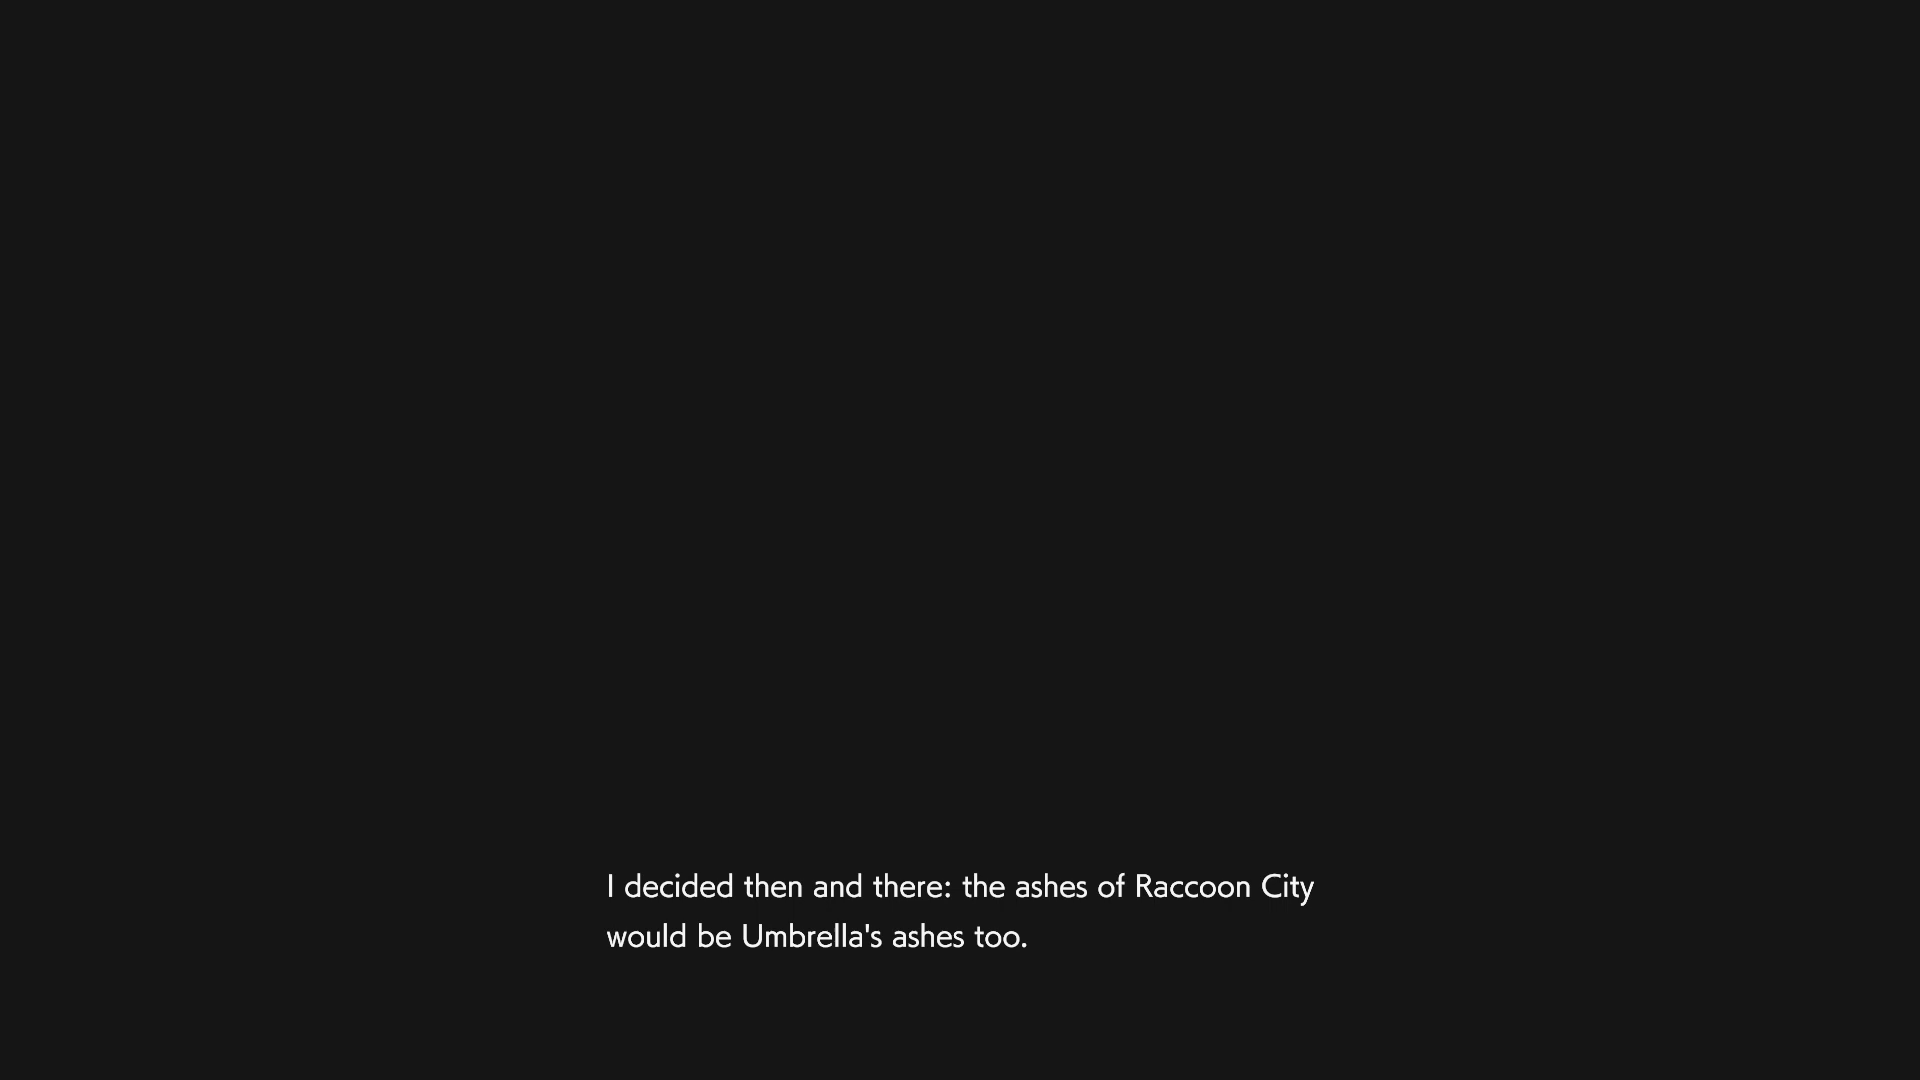 I decided then and there: the ashes of Raccoon City
would be Umbrella's ashes too.